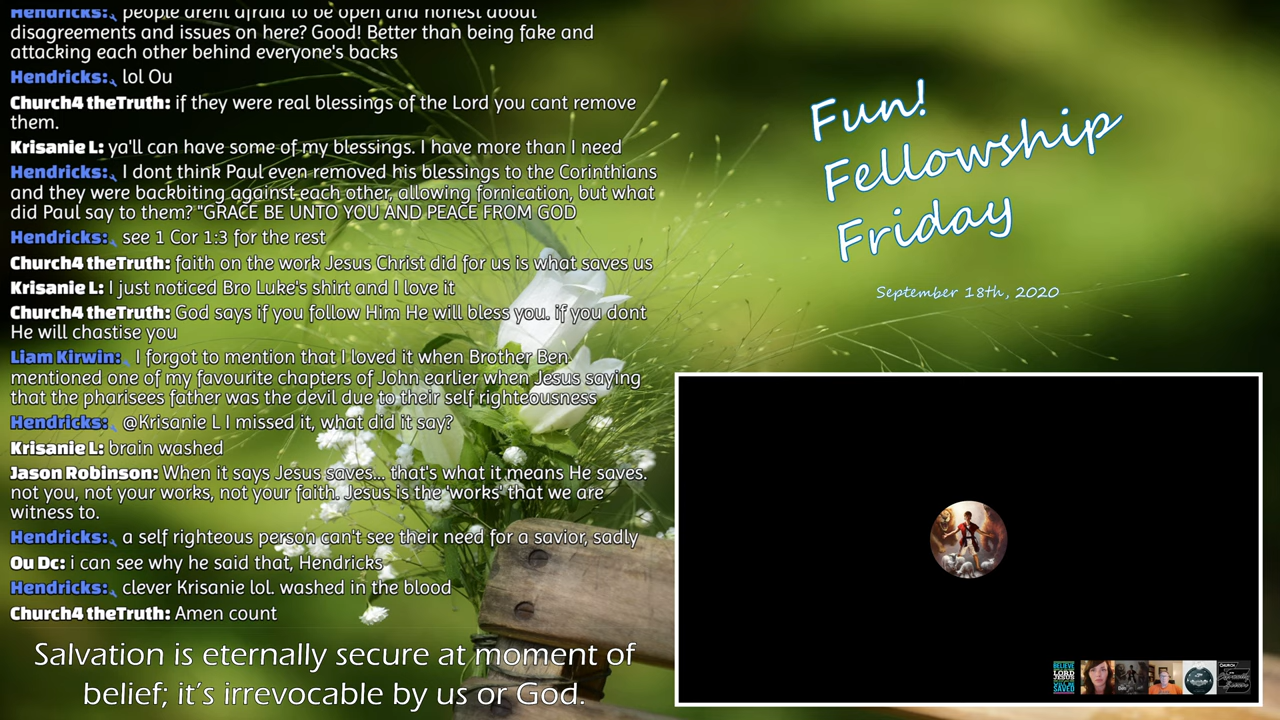 Hendricks: people arent afraid to be open and honest about
disagreements and issues on here? Good! Better than being fake and
attacking each other behind everyone's backs
Hendricks: lol Ou
Church4 theTruth: if they were real blessings of the Lord you cant remove
them.
Krisanie L: ya'll can have some of my blessings. I have more than I need
Hendricks: I dont think Paul even removed his blessings to the Corinthians
and they were backbiting against each other, allowing fornication, but what
did Paul say to them? "GRACE BE UNTO YOU AND PEACE FROM GOD
Hendricks: see 1 Cor 1:3 for the rest
Church4 theTruth: faith on the work Jesus Christ did for us is what saves us
Krisanie L: I just noticed Bro Luke's shirt and I love it
Church4 theTruth: God says if you follow Him He will bless you. if you dont
He will chastise you
Liam Kirwin: I forgot to mention that I loved it when Brother Ben
mentioned one of my favourite chapters of John earlier when Jesus saying
that the pharisees father was the devil due to their self righteousness
Hendricks: @Krisanie L I missed it, what did it say?
Krisanie L: brain washed
Jason Robinson: When it says Jesus saves... that's what it means He saves.
not you, not your works, not your faith. Jesus is the 'works' that we are
witness to.
Hendricks: a self righteous person can't see their need for a savior, sadly
Ou Dc: i can see why he said that, Hendricks
Hendricks: clever Krisanie lol. washed in the blood
Church4 theTruth: Amen count
Salvation is eternally secure at moment of
belief; it's irrevocable by us or God.
Fun!
Fellowship
Friday
September 18th, 2020
BELIEVE
LORD
JESUS
SAVED
CHURCH